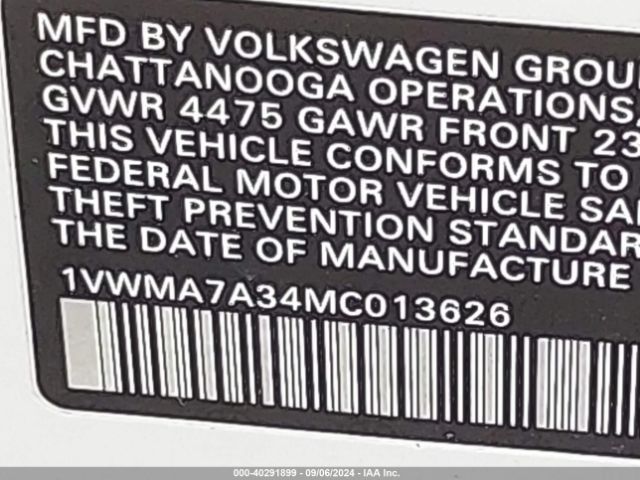 MFD BY VOLKSWAGEN GROU
CHATTANOOGA OPERATIONS
GVWR 4475 GAWR FRONT 23
THIS VEHICLE CONFORMS TO
FEDERAL MOTOR VEHICLE SA
THEFT PREVENTION STANDAR
THE DATE OF MANUFACTURE
1VWMA7A34MC013626
000-40291899 - 09/06/2024 - IAA Inc.